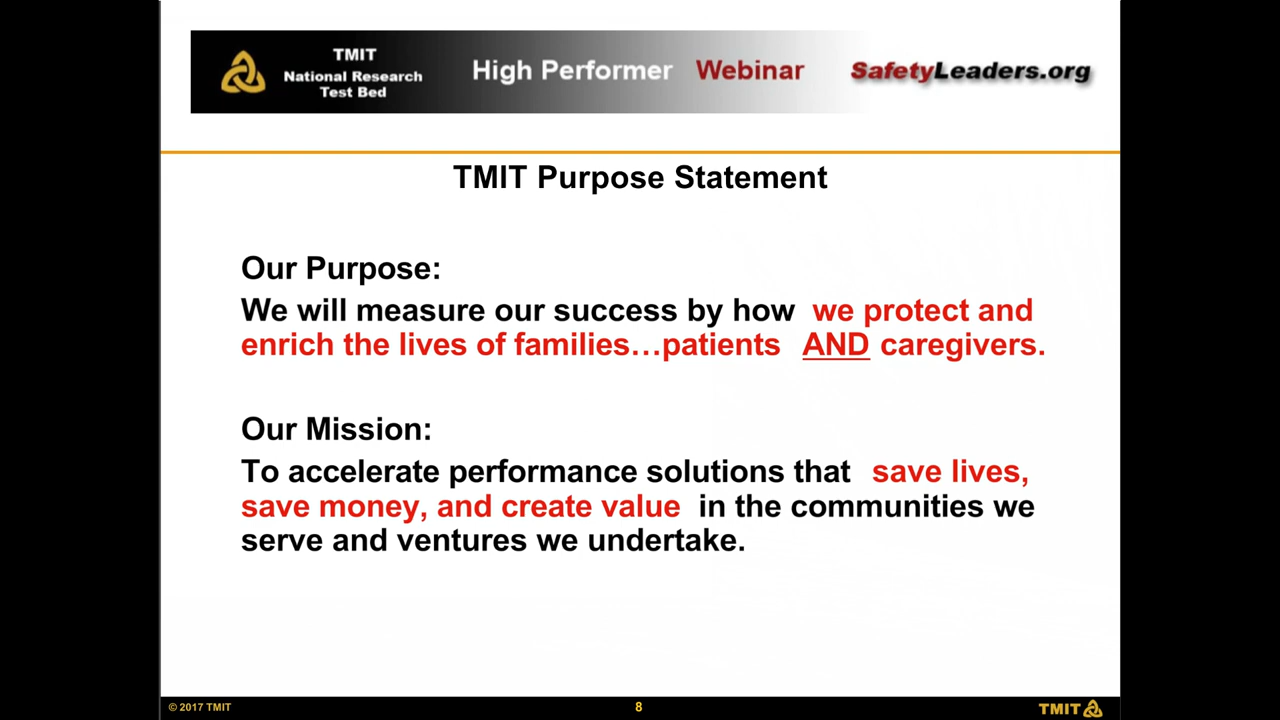 TMIT
National Research
Test Bed
High Performer Webinar
SafetyLeaders.org
TMIT Purpose Statement
Our Purpose:
We will measure our success by how we protect and
enrich the lives of families…patients AND caregivers.
Our Mission:
To accelerate performance solutions that save lives,
save money, and create value in the communities we
serve and ventures we undertake.
© 2017 TMIT
8
TMIT